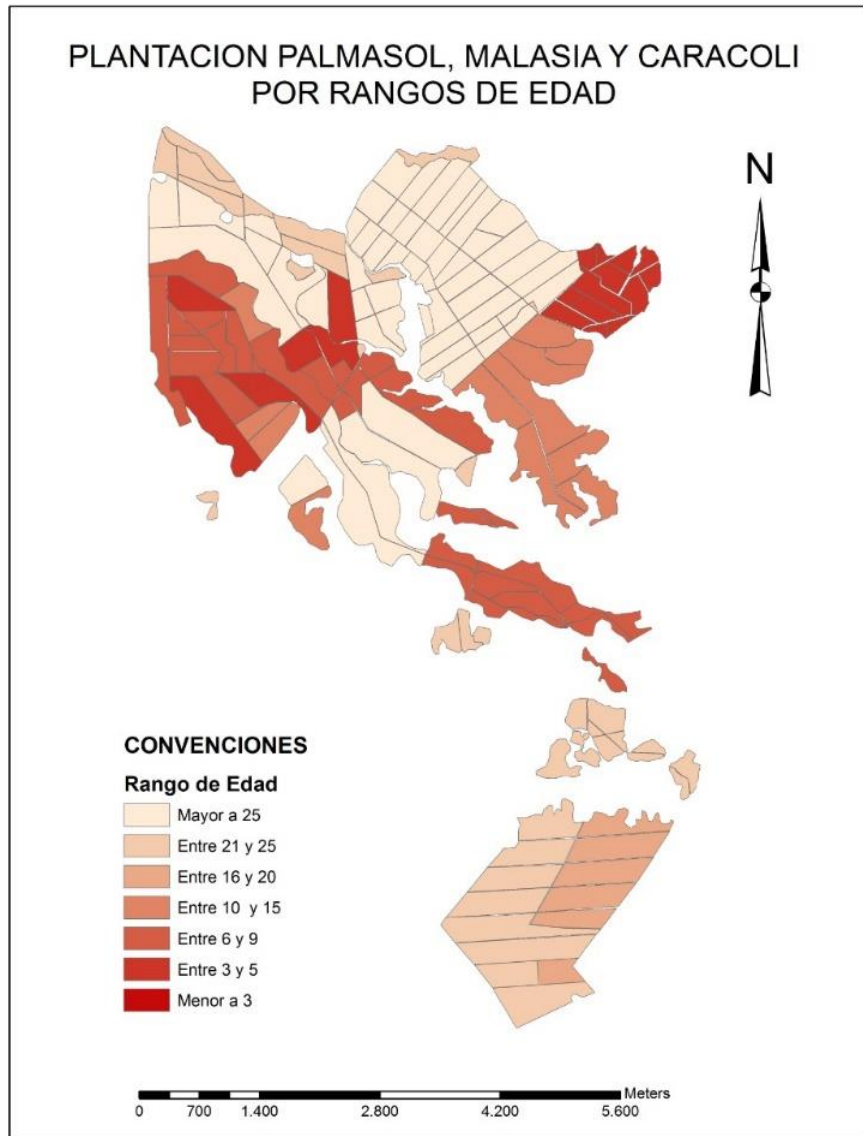 PLANTACION PALMASOL, MALASIA Y CARACOLI
POR RANGOS DE EDAD
N
CONVENCIONES
Rango de Edad
Mayor a 25
Entre 21 y 25
Entre 16 y 20
Entre 10 y 15
Entre 6 y 9
Entre 3 y 5
Menor a 3
Meters
0 700 1.400 2.800 4.200 5.600